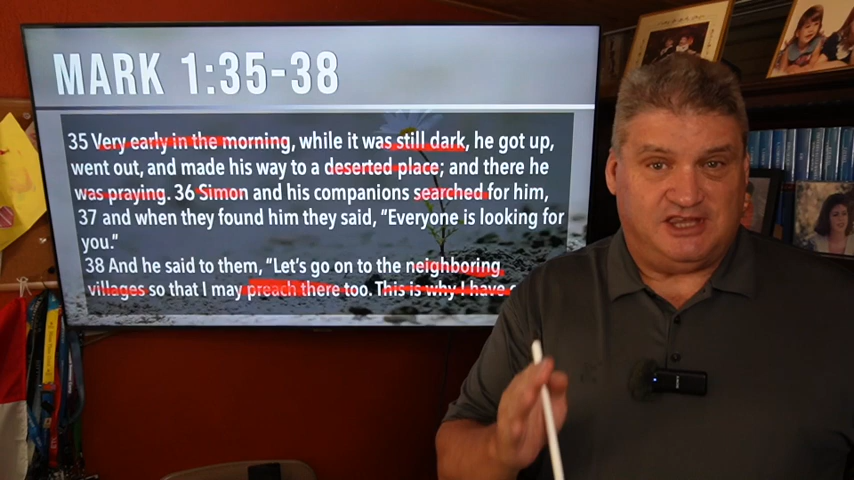 MARK 1:35-38
35 Very early in the morning, while it was still dark, he got up,
went out, and made his way to a deserted place; and there he
was praying. 36 Simon and his companions searched for him,
37 and when they found him they said, “Everyone is looking for
you.”
38 And he said to them, “Let’s go on to the neighboring
villages so that I may preach there too. This is why I have